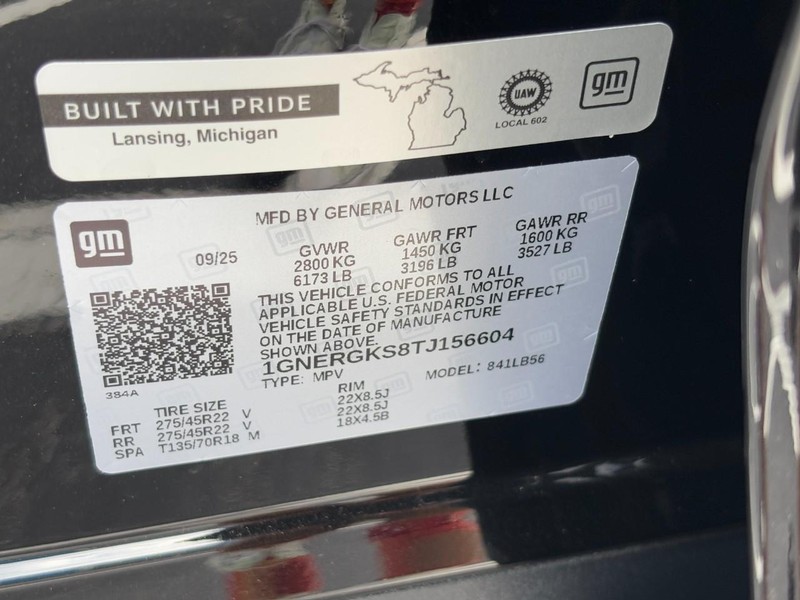 BUILT WITH PRIDE
Lansing, Michigan
UAW
LOCAL 602
gm
MFD BY GENERAL MOTORS LLC
gm
09/25
GVWR
2800 KG
6173 LB
GAWR FRT
1450 KG
3196 LB
GAWR RR
1600 KG
3527 LB
THIS VEHICLE CONFORMS TO ALL
APPLICABLE U.S. FEDERAL MOTOR
VEHICLE SAFETY STANDARDS IN EFFECT
ON THE DATE OF MANUFACTURE
SHOWN ABOVE.
1GNERGKS8TJ156604
TYPE: MPV MODEL: 841LB56
384A
TIRE SIZE RIM
FRT 275/45R22 V 22X8.5J
RR 275/45R22 V 22X8.5J
SPA T135/70R18 M 18X4.5B